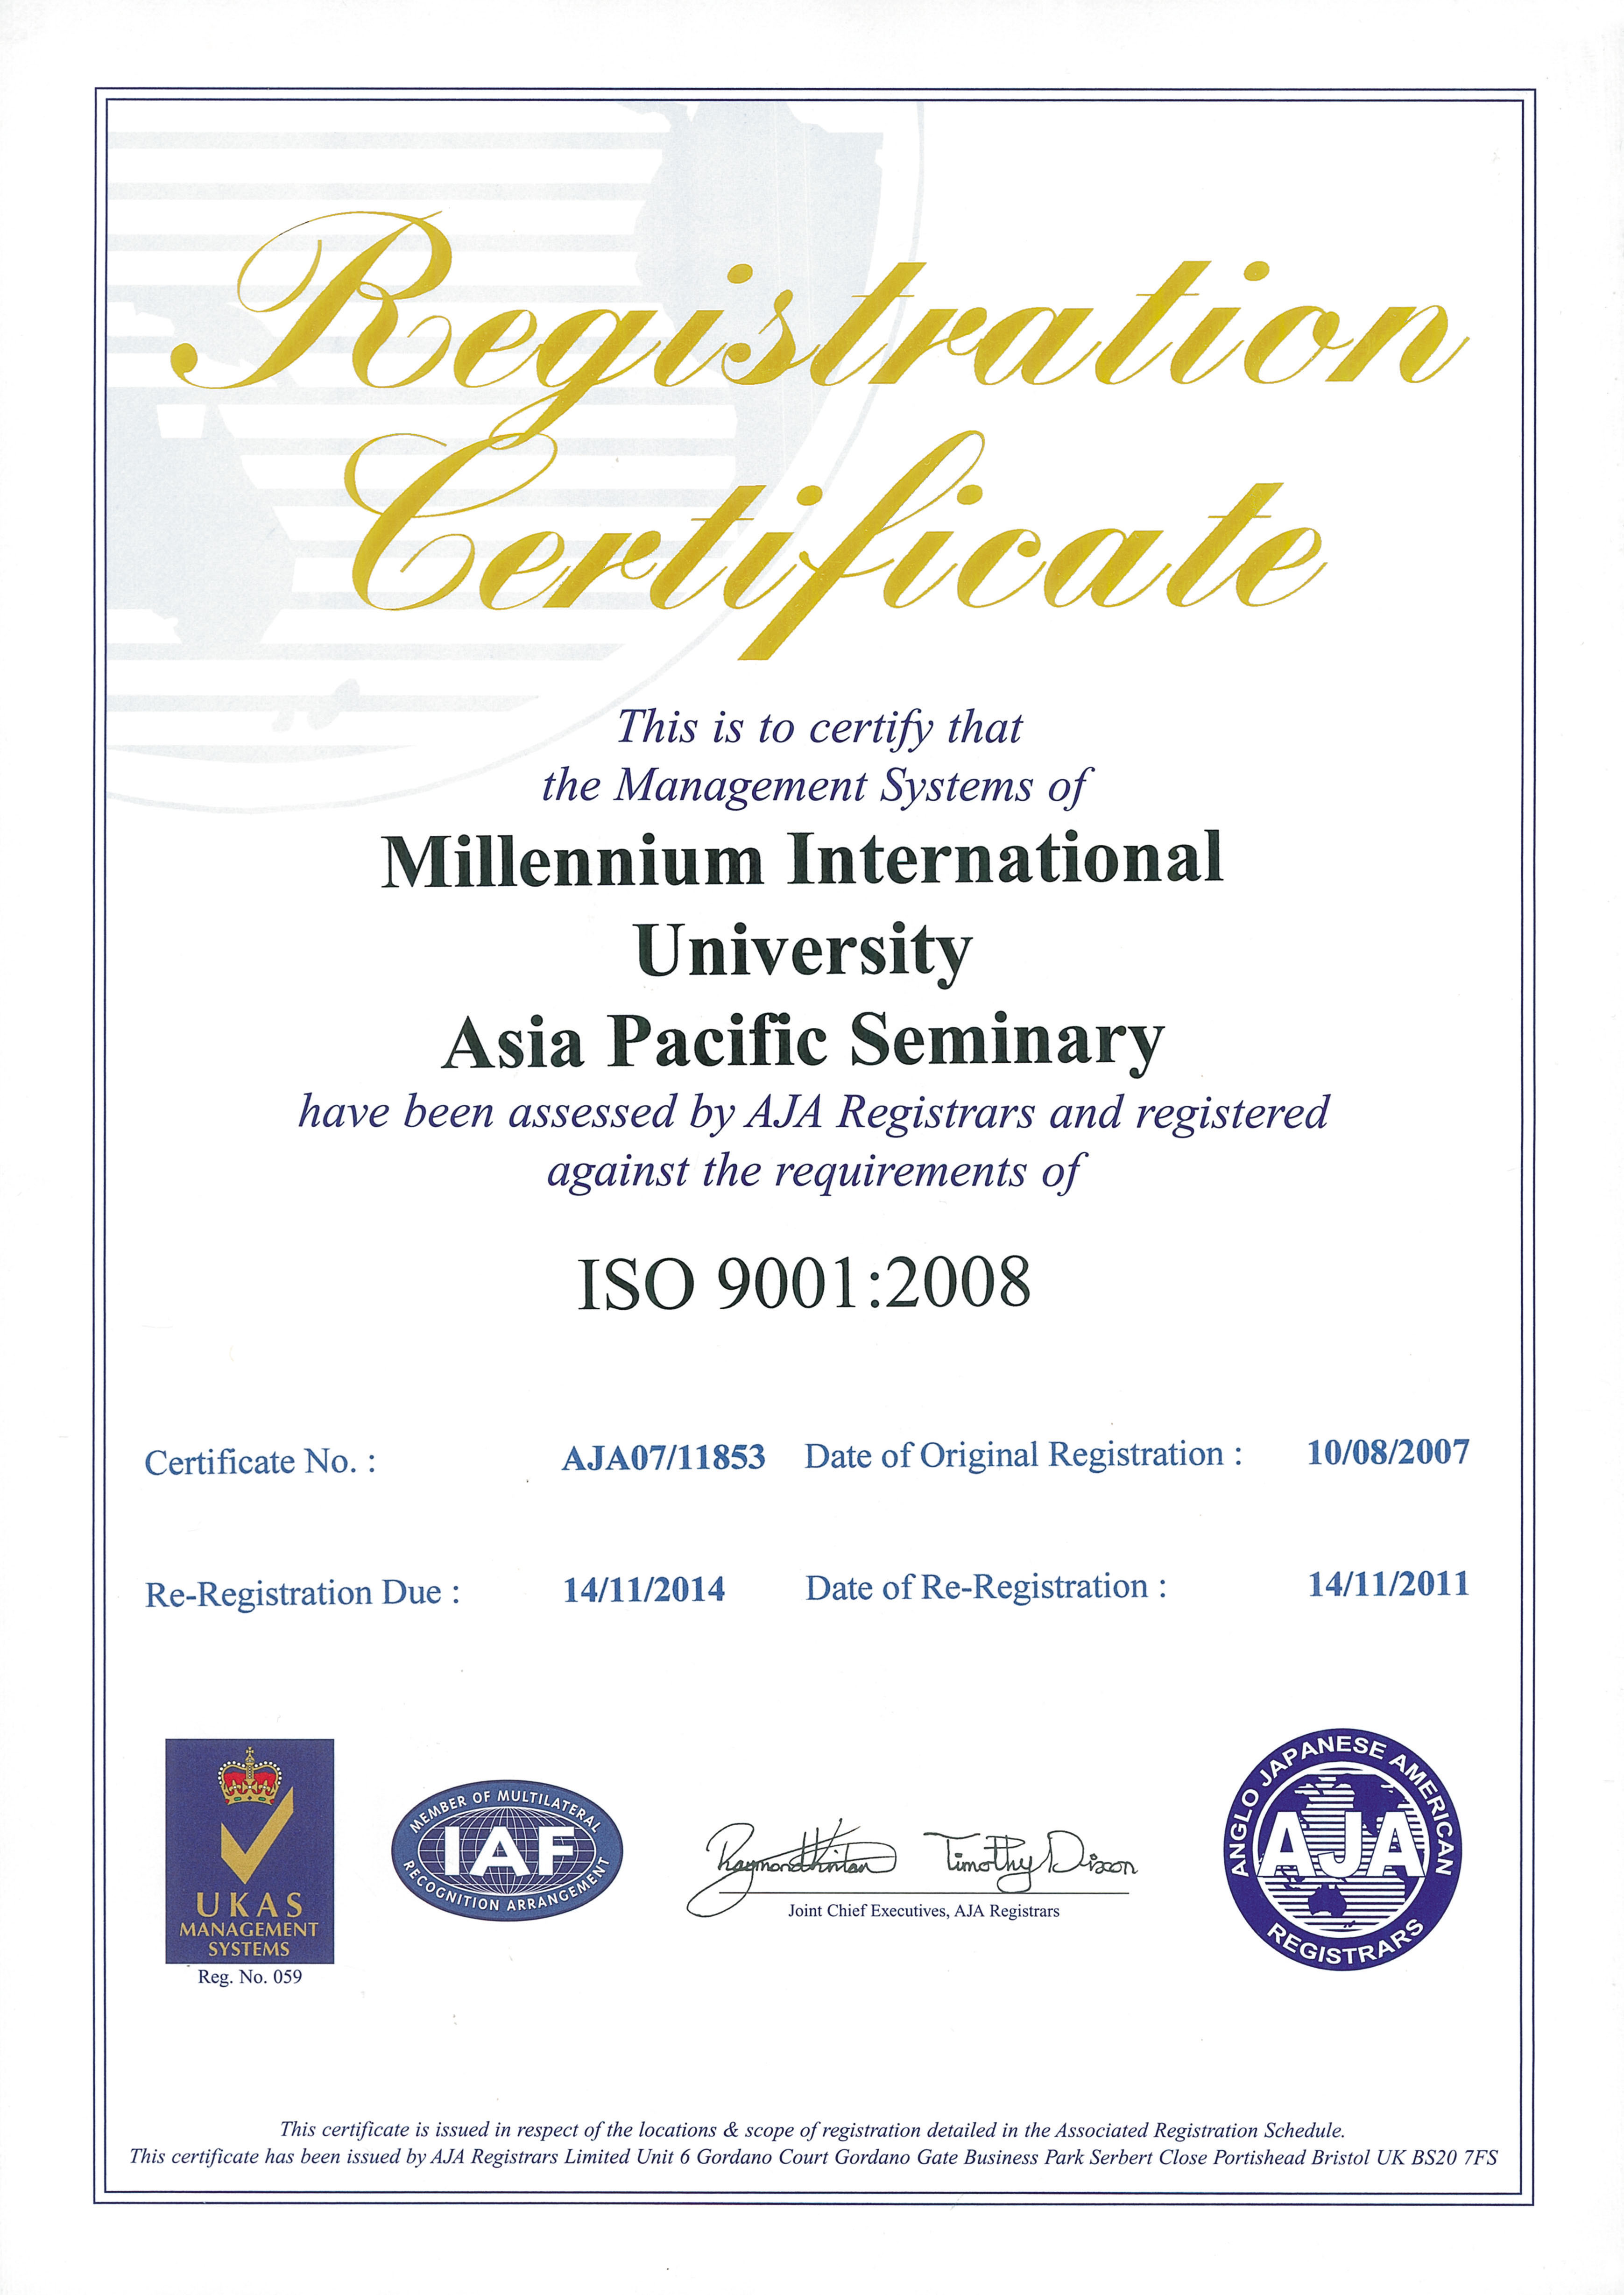 Registration
Certificate
This is to certify that
the Management Systems of
Millennium International
University
Asia Pacific Seminary
have been assessed by AJA Registrars and registered
against the requirements of
ISO 9001:2008
Certificate No. : AJA07/11853 Date of Original Registration : 10/08/2007
Re-Registration Due : 14/11/2014 Date of Re-Registration : 14/11/2011
UKAS
MANAGEMENT
SYSTEMS
Reg. No. 059
MEMBER OF MULTILATERAL
IAF
RECOGNITION ARRANGEMENT
Timothy Dixon
Joint Chief Executives, AJA Registrars
ANGLO JAPANESE AMERICAN
AJA
REGISTRARS
This certificate is issued in respect of the locations & scope of registration detailed in the Associated Registration Schedule.
This certificate has been issued by AJA Registrars Limited Unit 6 Gordano Court Gordano Gate Business Park Serbert Close Portishead Bristol UK BS20 7FS